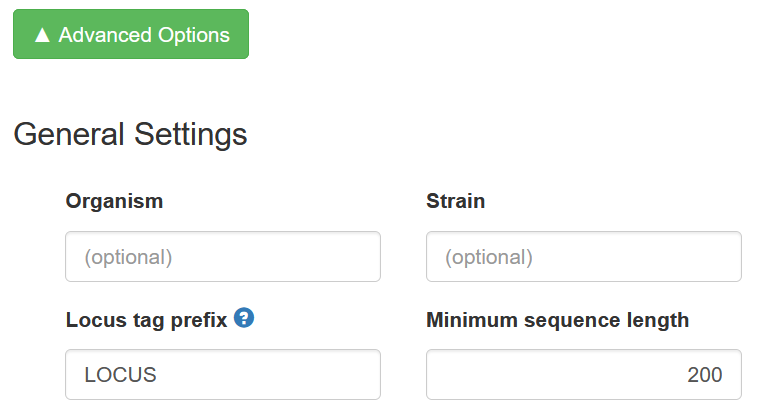 ▲ Advanced Options
General Settings
Organism
Strain
(optional)
(optional)
Locus tag prefix ?
Minimum sequence length
LOCUS
200